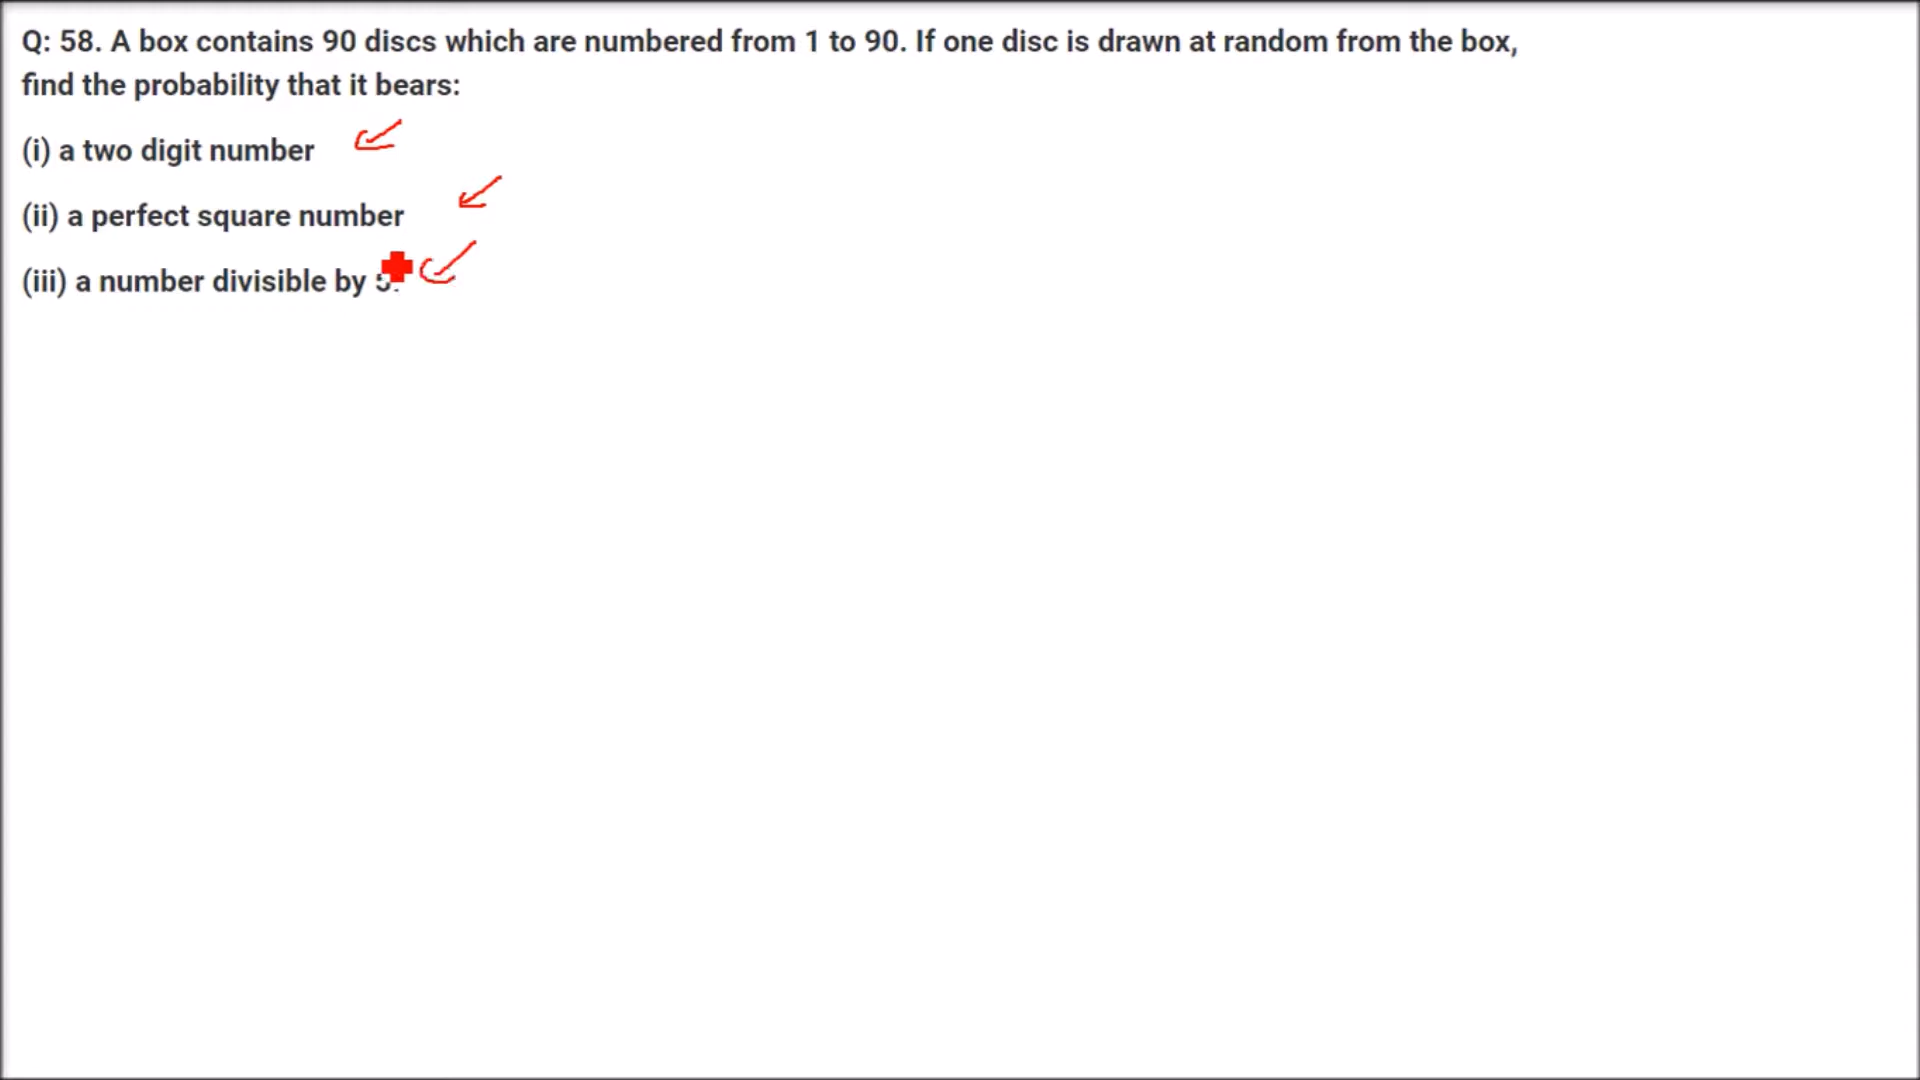 Q: 58. A box contains 90 discs which are numbered from 1 to 90. If one disc is drawn at random from the box,
find the probability that it bears:
(i) a two digit number
(ii) a perfect square number
(iii) a number divisible by 5.